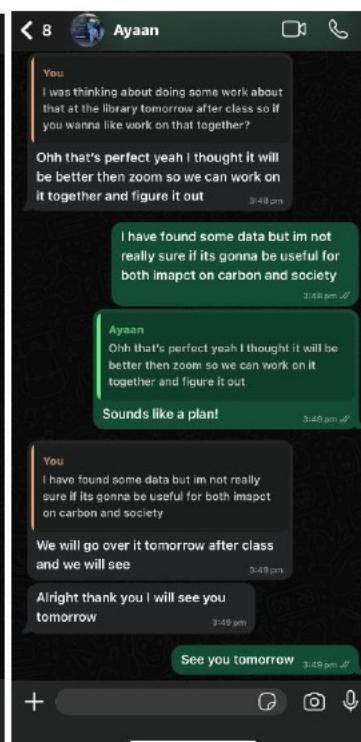 8 Ayaan
You
I was thinking about doing some work about
that at the library tomorrow after class so if
you wanna like work on that together?
Ohh that's perfect yeah I thought it will
be better then zoom so we can work on
it together and figure it out
3:48 pm
I have found some data but im not
really sure if its gonna be useful for
both imapct on carbon and society
3:48 pm
Ayaan
Ohh that's perfect yeah I thought it will
be better then zoom so we can work on it
together and figure it out
Sounds like a plan!
3:49 pm
You
I have found some data but im not really
sure if its gonna be useful for both imapct
on carbon and society
We will go over it tomorrow after class
and we will see
3:49 pm
Alright thank you I will see you
tomorrow
3:49 pm
See you tomorrow 3:49 pm